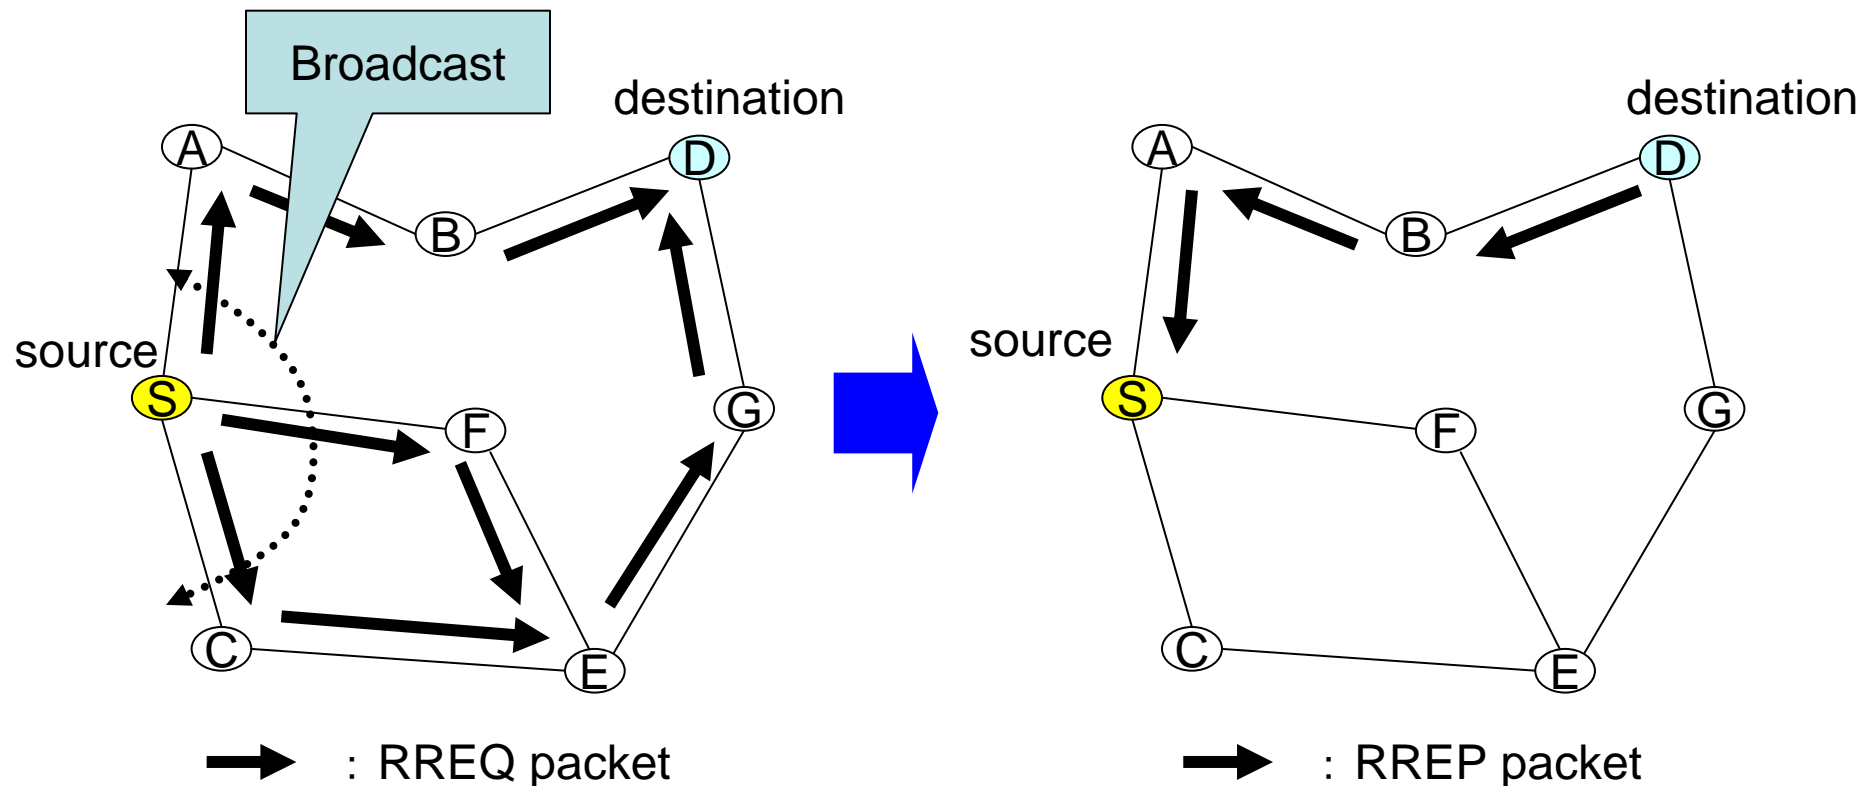 Broadcast
destination
A
D
B
source
S
F
G
C
E
: RREQ packet
destination
A
D
B
source
S
F
G
C
E
: RREP packet